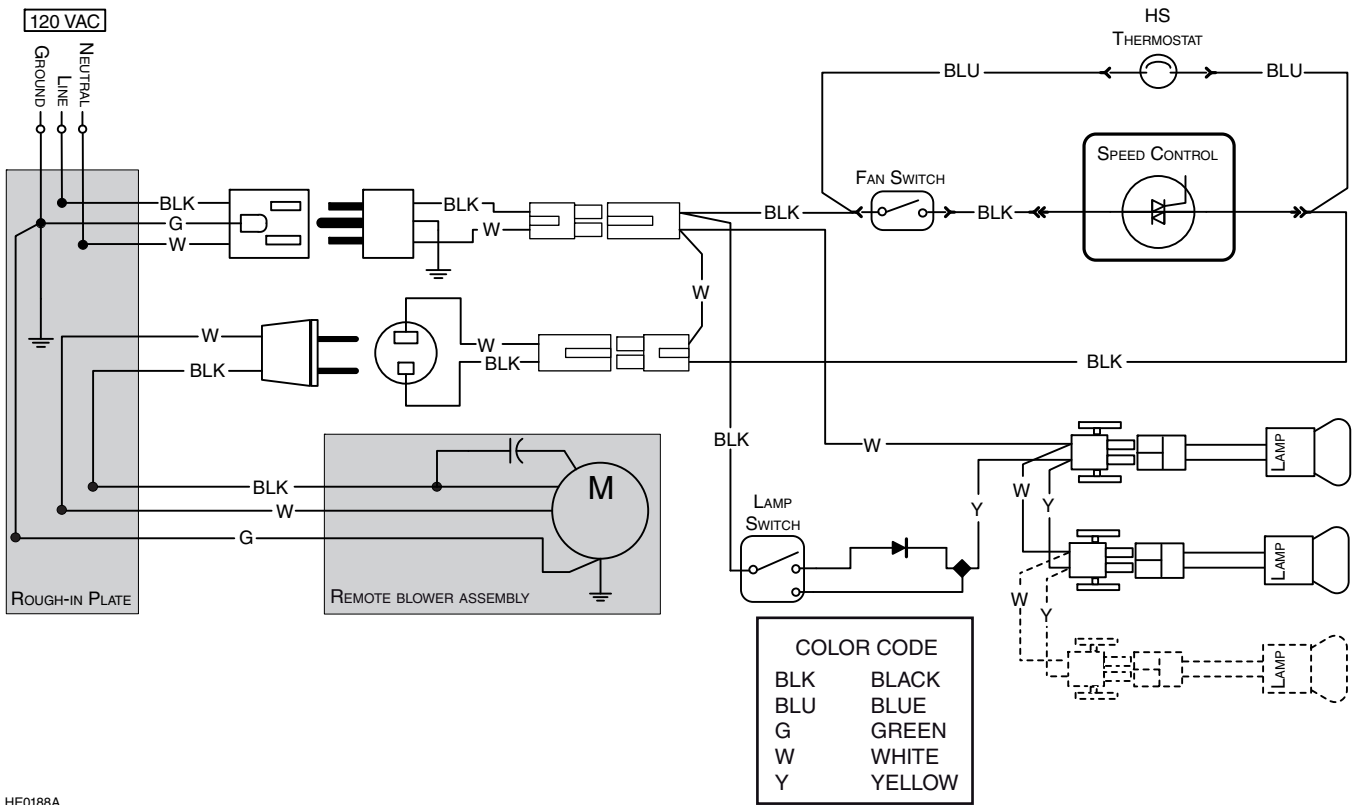 120 VAC
GROUND
LINE
NEUTRAL
HS
THERMOSTAT
BLU
BLU
SPEED CONTROL
FAN SWITCH
BLK
G
W
BLK
W
BLK
BLK
W
W
BLK
W
BLK
BLK
BLK
W
LAMP
LAMP SWITCH
Y
W
Y
LAMP
W
Y
LAMP
BLK
W
G
M
ROUGH-IN PLATE
REMOTE BLOWER ASSEMBLY
COLOR CODE
BLK BLACK
BLU BLUE
G GREEN
W WHITE
Y YELLOW
HE0188A